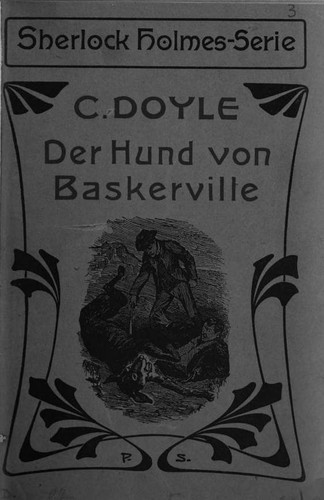 3
Sherlock Holmes-Serie
C. DOYLE
Der Hund von
Baskerville
P. S.